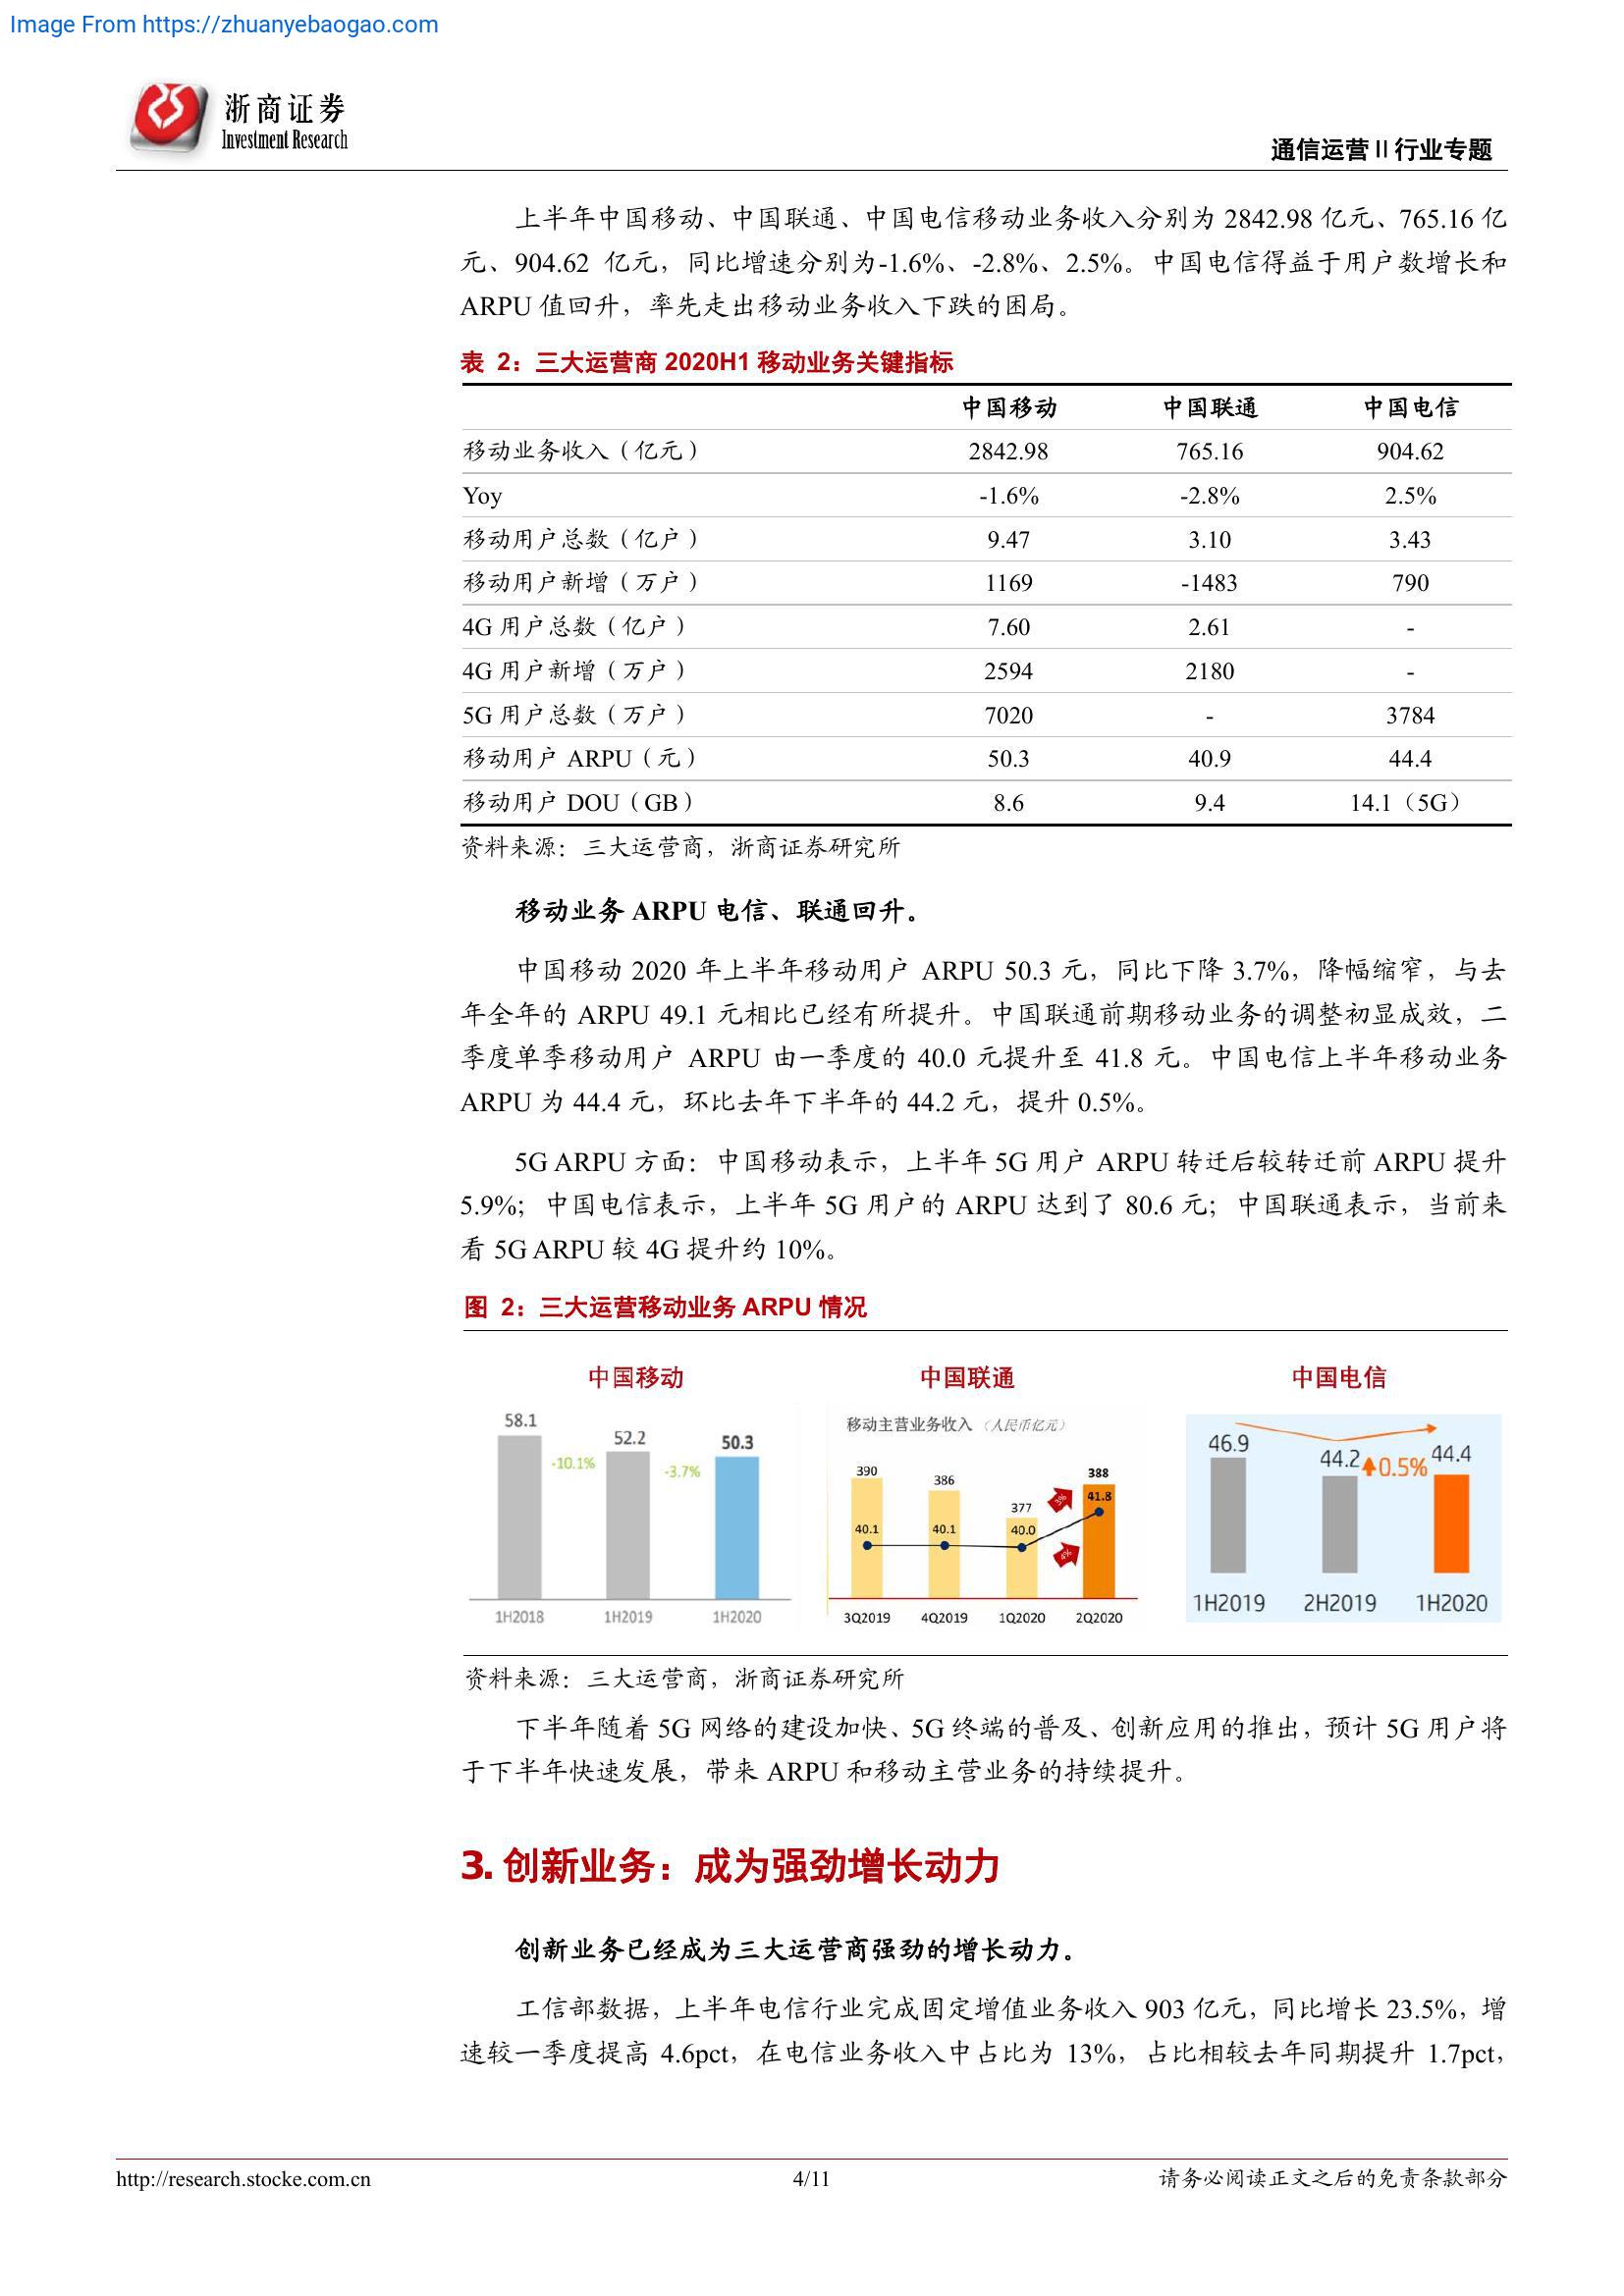 Image From https://zhuanyebaogao.com
浙商证券
Investment Research
通信运营Ⅱ行业专题
上半年中国移动、中国联通、中国电信移动业务收入分别为 2842.98 亿元、765.16 亿
元、904.62 亿元，同比增速分别为-1.6%、-2.8%、2.5%。中国电信得益于用户数增长和
ARPU 值回升，率先走出移动业务收入下跌的困局。
表 2：三大运营商 2020H1 移动业务关键指标
中国移动 中国联通 中国电信
移动业务收入（亿元） 2842.98 765.16 904.62
Yoy -1.6% -2.8% 2.5%
移动用户总数（亿户） 9.47 3.10 3.43
移动用户新增（万户） 1169 -1483 790
4G 用户总数（亿户） 7.60 2.61 -
4G 用户新增（万户） 2594 2180 -
5G 用户总数（万户） 7020 - 3784
移动用户 ARPU（元） 50.3 40.9 44.4
移动用户 DOU（GB） 8.6 9.4 14.1（5G）
资料来源：三大运营商，浙商证券研究所
移动业务 ARPU 电信、联通回升。
中国移动 2020 年上半年移动用户 ARPU 50.3 元，同比下降 3.7%，降幅缩窄，与去
年全年的 ARPU 49.1 元相比已经有所提升。中国联通前期移动业务的调整初显成效，二
季度单季移动用户 ARPU 由一季度的 40.0 元提升至 41.8 元。中国电信上半年移动业务
ARPU 为 44.4 元，环比去年下半年的 44.2 元，提升 0.5%。
5G ARPU 方面：中国移动表示，上半年 5G 用户 ARPU 转迁后较转迁前 ARPU 提升
5.9%；中国电信表示，上半年 5G 用户的 ARPU 达到了 80.6 元；中国联通表示，当前来
看 5G ARPU 较 4G 提升约 10%。
图 2：三大运营移动业务 ARPU 情况
中国移动
58.1
-10.1%
52.2
-3.7%
50.3
1H2018 1H2019 1H2020
中国联通
移动主营业务收入 （人民币亿元）
390 386 377 388
3%
40.1 40.1 40.0 41.8
4%
3Q2019 4Q2019 1Q2020 2Q2020
中国电信
46.9 44.2 0.5% 44.4
1H2019 2H2019 1H2020
资料来源：三大运营商，浙商证券研究所
下半年随着 5G 网络的建设加快、5G 终端的普及、创新应用的推出，预计 5G 用户将
于下半年快速发展，带来 ARPU 和移动主营业务的持续提升。
3. 创新业务：成为强劲增长动力
创新业务已经成为三大运营商强劲的增长动力。
工信部数据，上半年电信行业完成固定增值业务收入 903 亿元，同比增长 23.5%，增
速较一季度提高 4.6pct，在电信业务收入中占比为 13%，占比相较去年同期提升 1.7pct，
http://research.stocke.com.cn
4/11
请务必阅读正文之后的免责条款部分